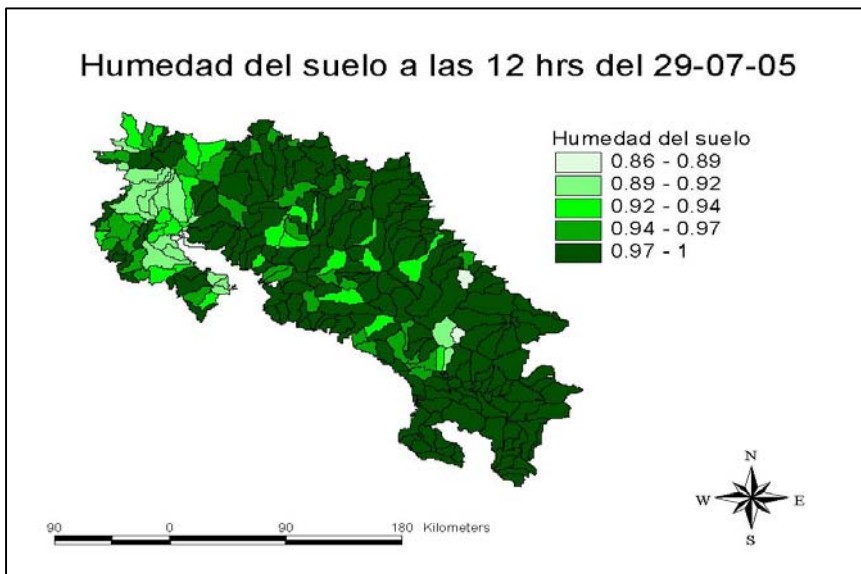 Humedad del suelo a las 12 hrs del 29-07-05
Humedad del suelo
0.86 - 0.89
0.89 - 0.92
0.92 - 0.94
0.94 - 0.97
0.97 - 1
N
W E
S
90 0 90 180 Kilometers